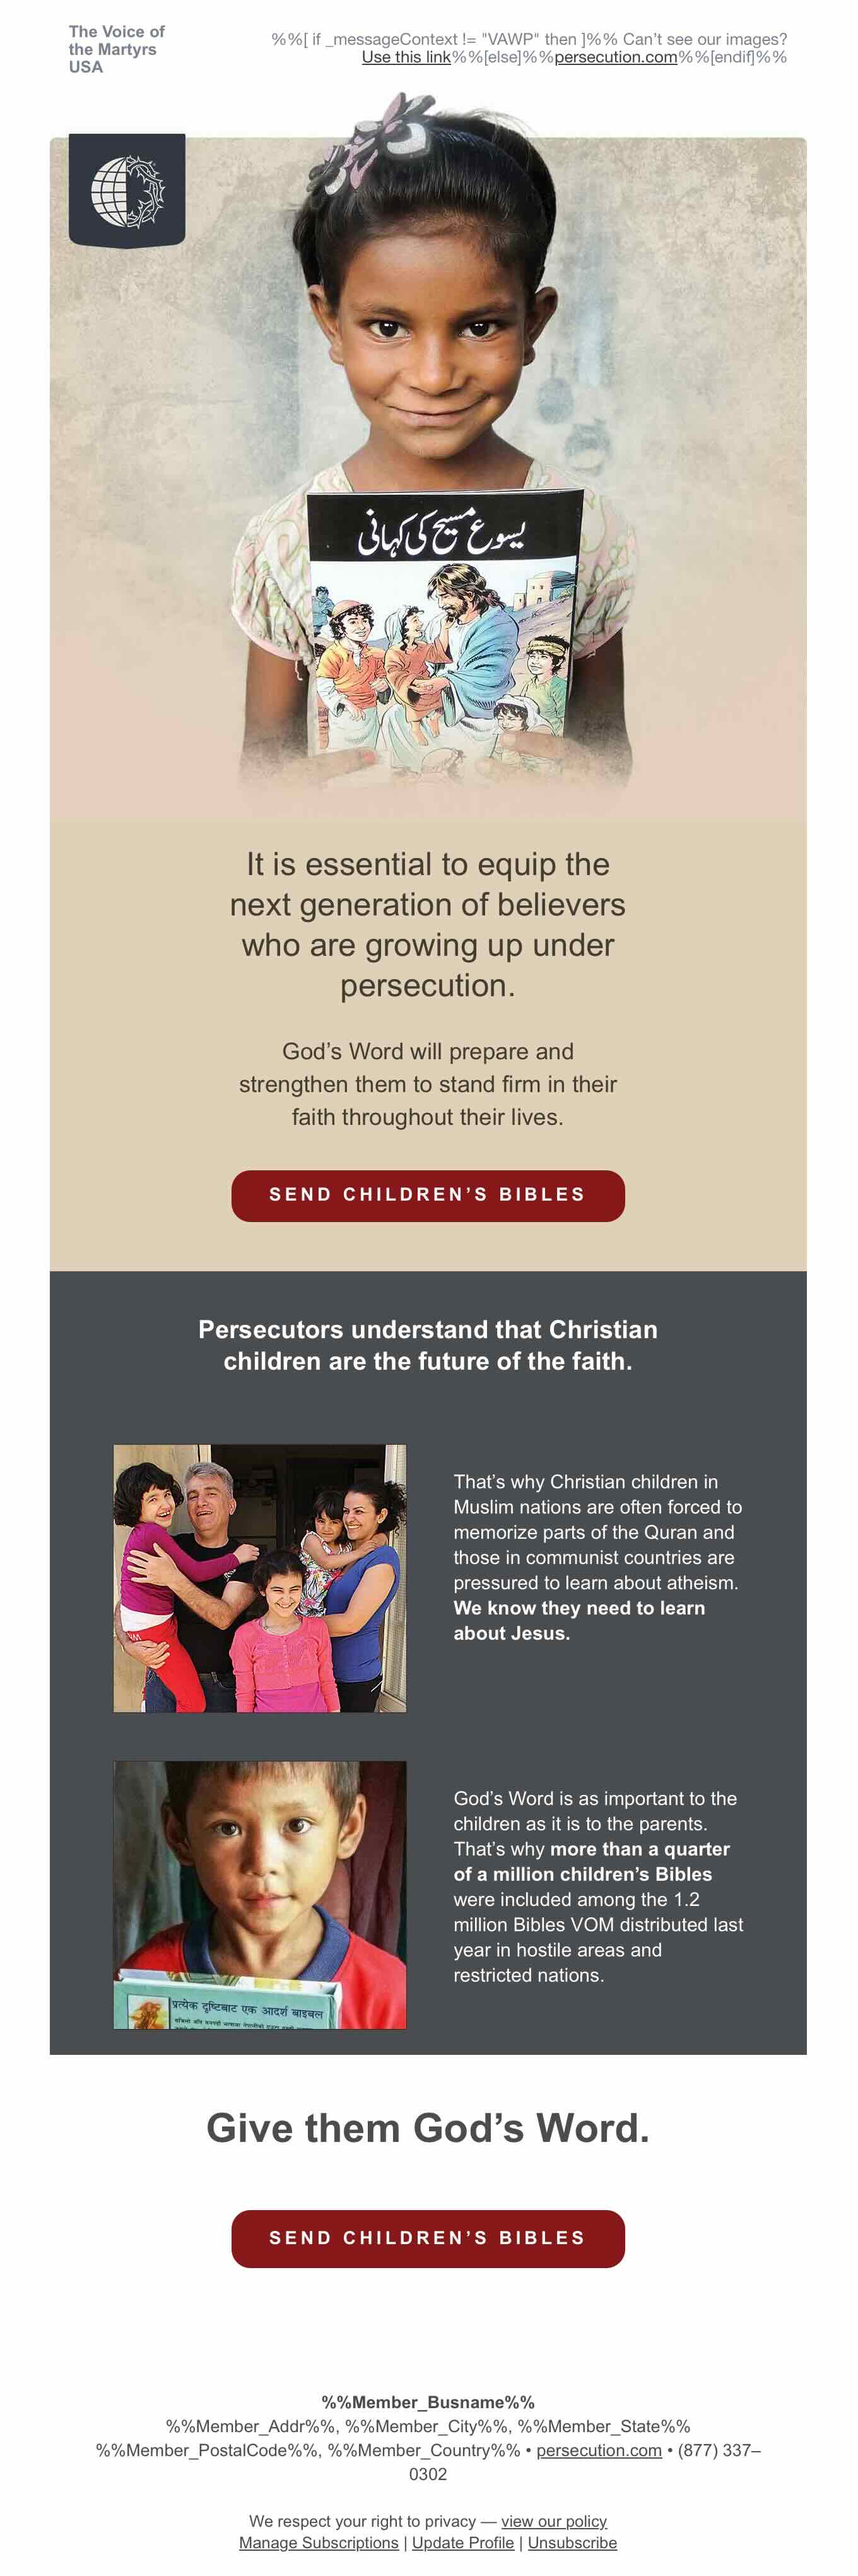 The Voice of
the Martyrs
USA
%%[ if _messageContext != "VAWP" then ]%% Can't see our images?
Use this link%%[else]%%persecution.com%%[endif]%%
یسوع مسیح کی کہانی
It is essential to equip the
next generation of believers
who are growing up under
persecution.
God's Word will prepare and
strengthen them to stand firm in their
faith throughout their lives.
SEND CHILDREN'S BIBLES
Persecutors understand that Christian
children are the future of the faith.
That's why Christian children in
Muslim nations are often forced to
memorize parts of the Quran and
those in communist countries are
pressured to learn about atheism.
We know they need to learn
about Jesus.
God's Word is as important to the
children as it is to the parents.
That's why more than a quarter
of a million children's Bibles
were included among the 1.2
million Bibles VOM distributed last
year in hostile areas and
restricted nations.
प्रत्येक दृष्टिबाट एक आदर्श बाइबल
Give them God's Word.
SEND CHILDREN'S BIBLES
%%Member_Busname%%
%%Member_Addr%%, %%Member_City%%, %%Member_State%%
%%Member_PostalCode%%, %%Member_Country%% • persecution.com • (877) 337–
0302
We respect your right to privacy — view our policy
Manage Subscriptions | Update Profile | Unsubscribe